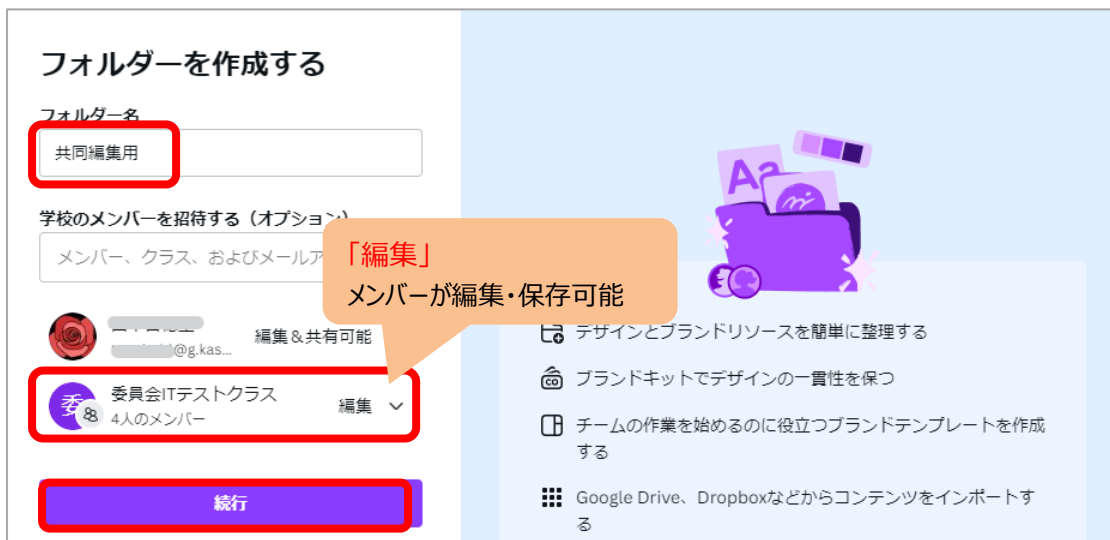 フォルダーを作成する
フォルダー名
共同編集用
学校のメンバーを招待する（オプション）
メンバー、クラス、およびメールア
「編集」
メンバーが編集・保存可能
編集＆共有可能
@g.kas...
委
委員会ITテストクラス
4人のメンバー
編集
続行
Aa
デザインとブランドリソースを簡単に整理する
co
ブランドキットでデザインの一貫性を保つ
チームの作業を始めるのに役立つブランドテンプレートを作成
する
Google Drive、Dropboxなどからコンテンツをインポートす
る